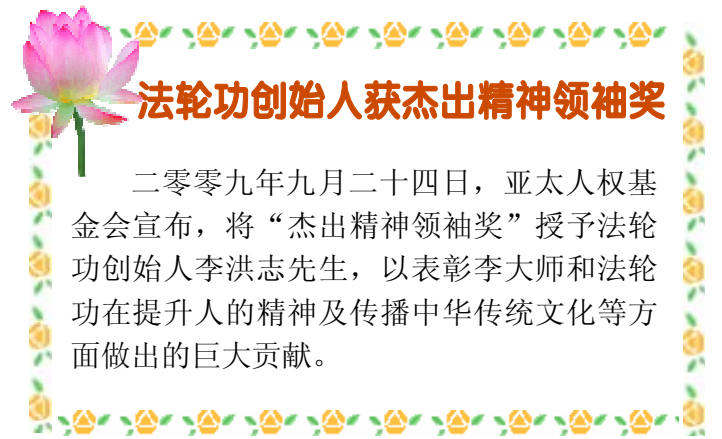 法轮功创始人获杰出精神领袖奖
二零零九年九月二十四日，亚太人权基
金会宣布，将“杰出精神领袖奖”授予法轮
功创始人李洪志先生，以表彰李大师和法轮
功在提升人的精神及传播中华传统文化等方
面做出的巨大贡献。